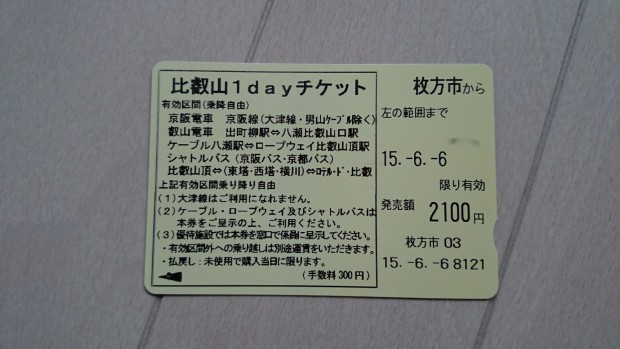 比叡山1dayチケット
有効区間(乗降自由)
京阪電車 京阪線(大津線・男山ケーブル除く)
叡山電車 出町柳駅⇔八瀬比叡山口駅
ケーブル八瀬駅⇔ロープウェイ比叡山頂駅
シャトルバス(京阪バス・京都バス)
比叡山頂⇔(東塔・西塔・横川)⇔ロテル・ド・比叡
上記有効区間乗り降り自由
(1)大津線はご利用になれません。
(2)ケーブル・ロープウェイ及びシャトルバスは
本券をご呈示の上、ご利用ください。
(3)優待施設では本券を窓口で係員に呈示してください。
・有効区間外への乗り越しは別途運賃をいただきます。
・払戻し:未使用で購入当日に限ります。
(手数料300円)
枚方市から
左の範囲まで
15.-6.-6
限り有効
発売額 2100円
枚方市 03
15.-6.-6 8121